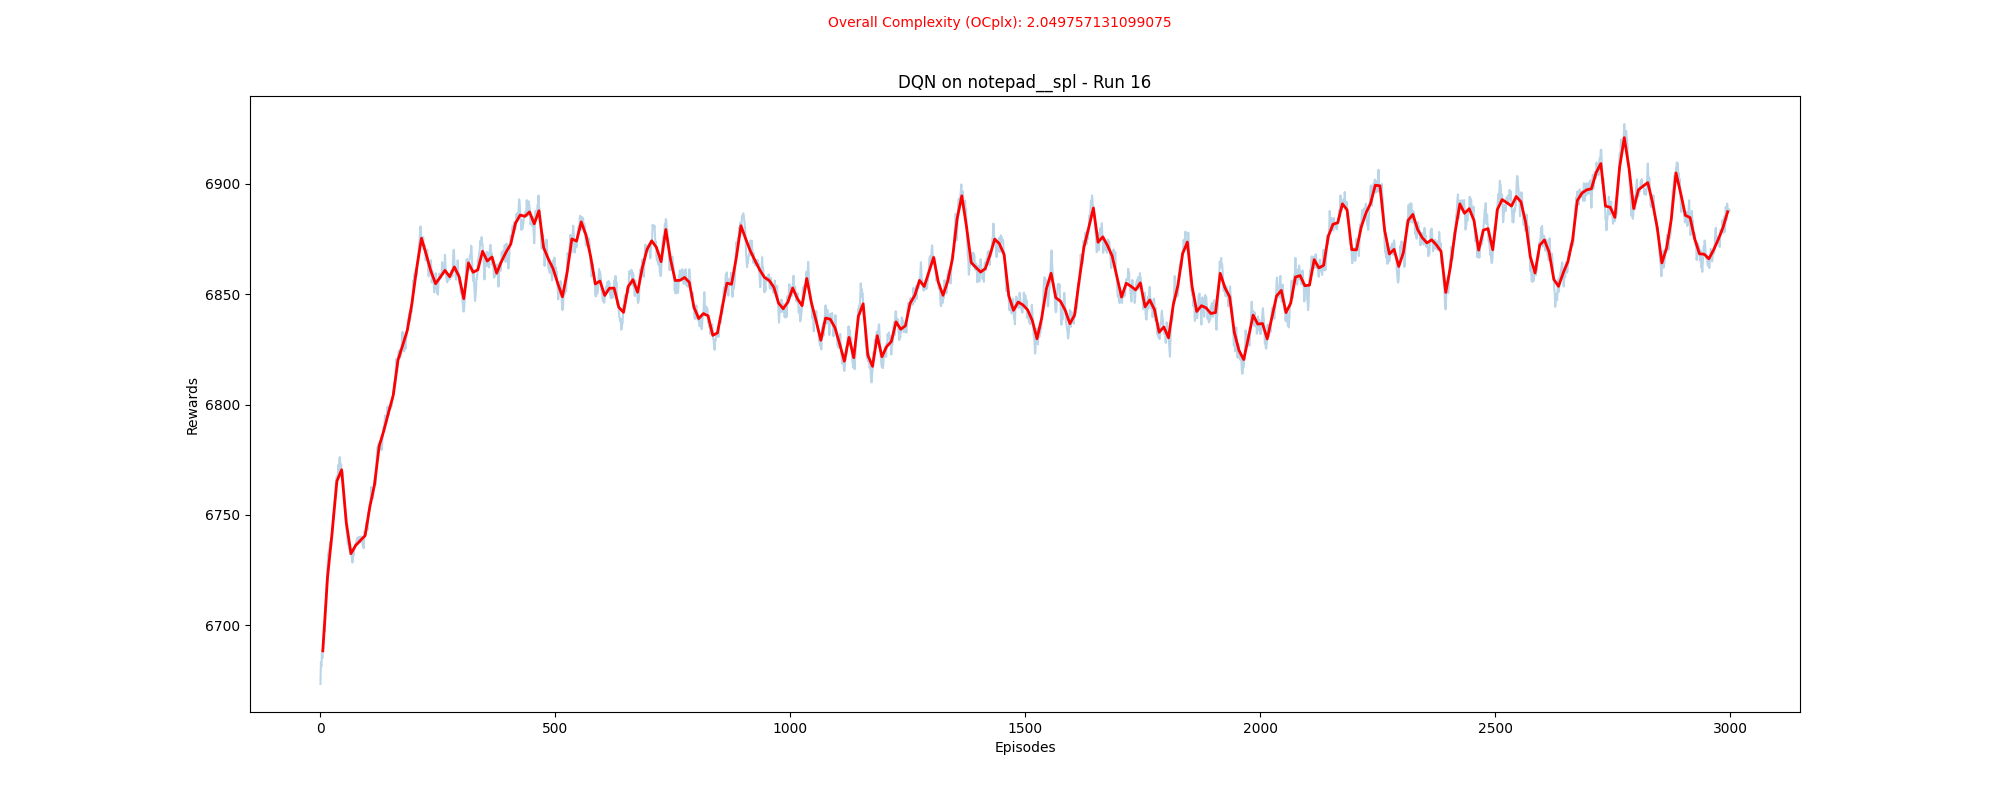 Overall Complexity (OCplx): 2.049757131099075
DQN on notepad__spl - Run 16
6900
6850
6800
6750
6700
Rewards
0 500 1000 1500 2000 2500 3000
Episodes